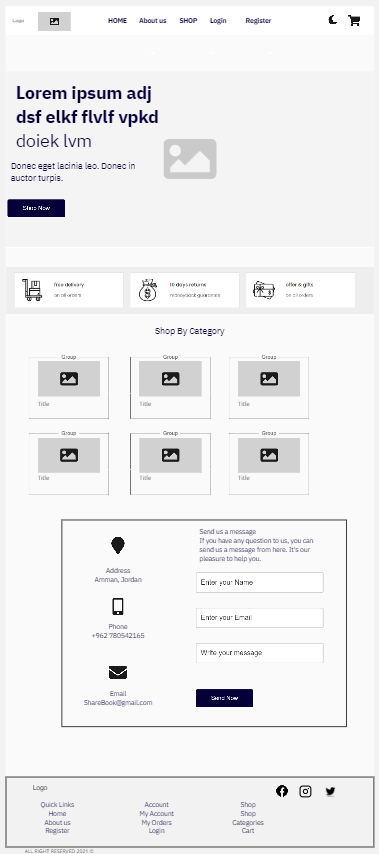 Logo
HOME About us SHOP Login Register
Lorem ipsum adj
dsf elkf flvlf vpkd
doiek lvm
Donec eget lacinia leo. Donec in
auctor turpis.
Shop Now
free delivery
on all orders
10 days returns
moneyback guarantee
offer & gifts
on all orders
Shop By Category
Group
Group
Group
Title
Title
Title
Group
Group
Group
Title
Title
Title
Send us a message
If you have any question to us, you can
send us a message from here. It's our
pleasure to help you.
Address
Amman, Jordan
Enter your Name
Enter your Email
Phone
+962 780542165
Write your message
Email
ShareBook@gmail.com
Send Now
Logo
Quick Links
Home
About us
Register
Account
My Account
My Orders
Login
Shop
Shop
Categories
Cart
ALL RIGHT RESERVED 2021 ©